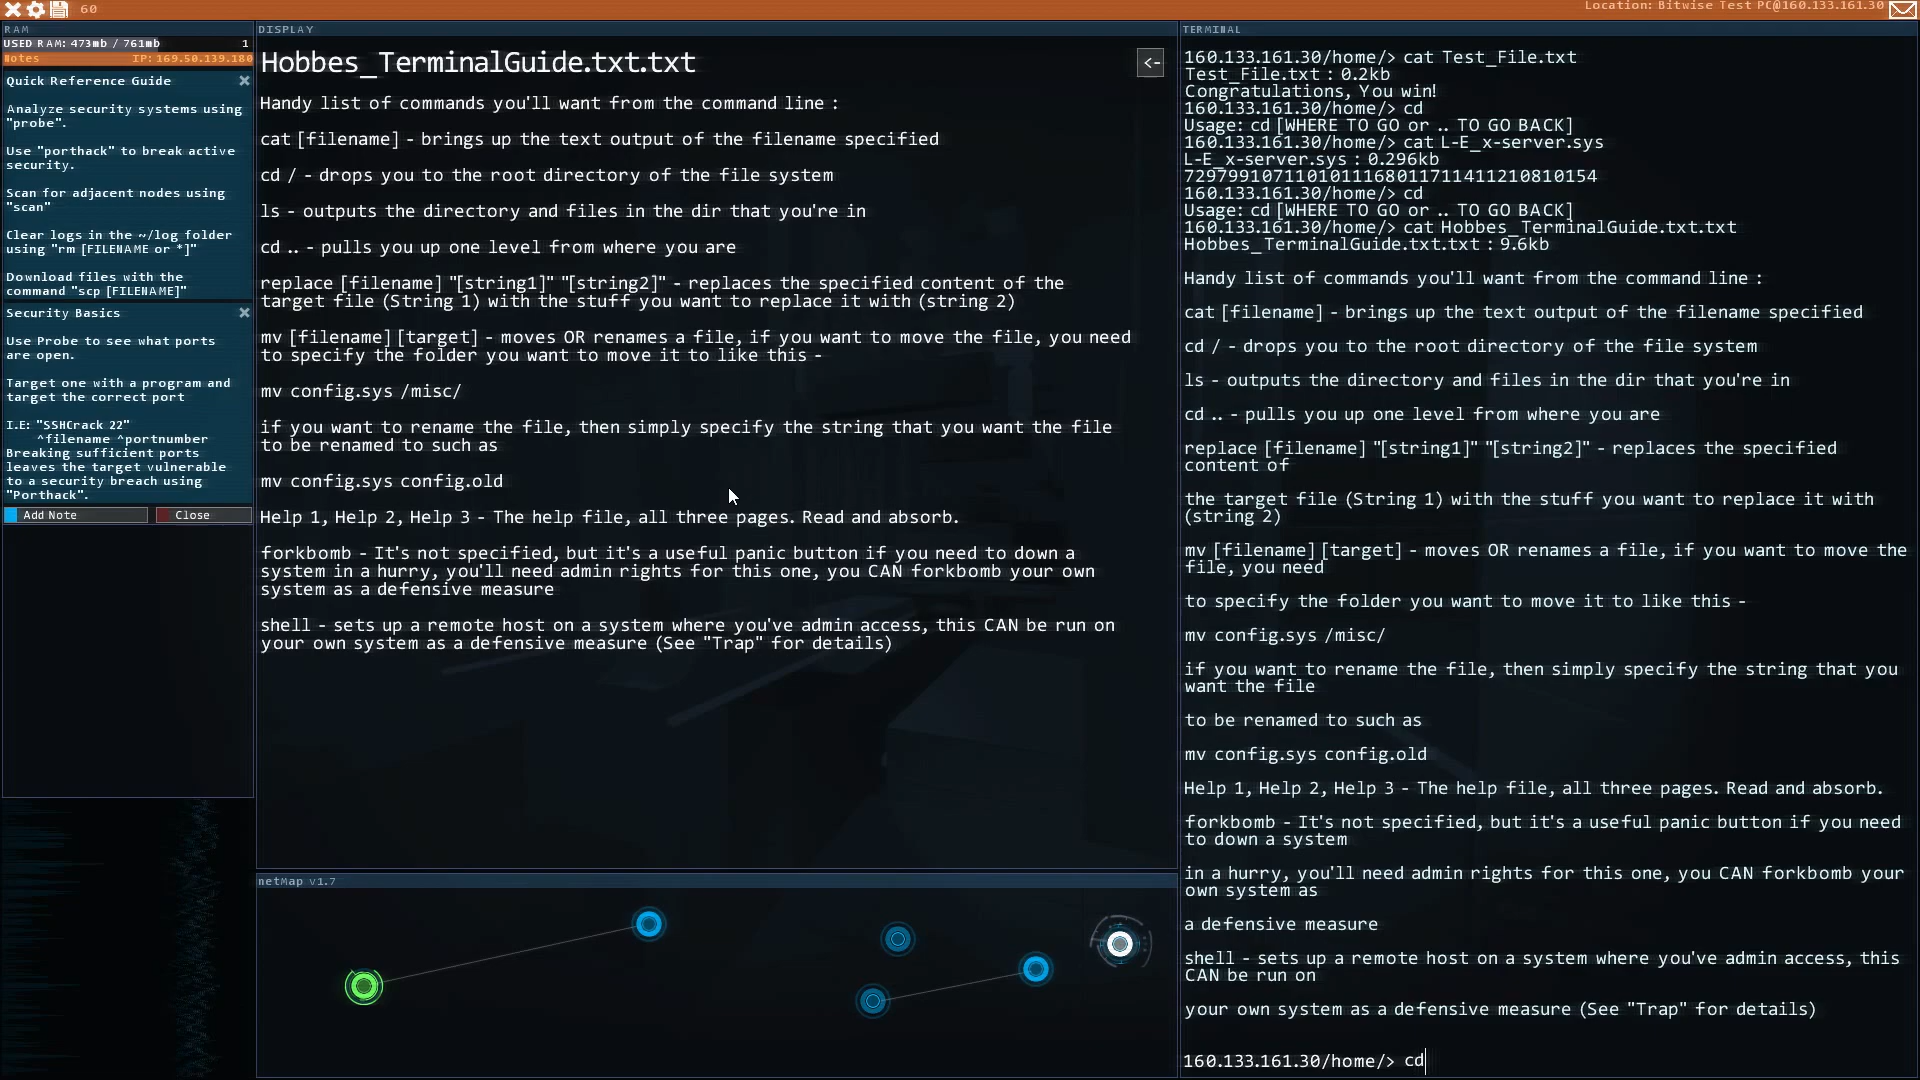 60
Location: Bitwise Test PC@160.133.161.30
RAM
USED RAM: 473mb / 761mb 1
Notes IP: 169.50.139.180
Quick Reference Guide
Analyze security systems using
"probe".
Use "porthack" to break active
security.
Scan for adjacent nodes using
"scan"
Clear logs in the ~/log folder
using "rm [FILENAME or *]"
Download files with the
command "scp [FILENAME]"
Security Basics
Use Probe to see what ports
are open.
Target one with a program and
target the correct port
I.E: "SSHCrack 22"
^filename ^portnumber
Breaking sufficient ports
leaves the target vulnerable
to a security breach using
"Porthack".
Add Note Close
DISPLAY
Hobbes_TerminalGuide.txt.txt
<-
Handy list of commands you'll want from the command line :
cat [filename] - brings up the text output of the filename specified
cd / - drops you to the root directory of the file system
ls - outputs the directory and files in the dir that you're in
cd .. - pulls you up one level from where you are
replace [filename] "[string1]" "[string2]" - replaces the specified content of the
target file (String 1) with the stuff you want to replace it with (string 2)
mv [filename] [target] - moves OR renames a file, if you want to move the file, you need
to specify the folder you want to move it to like this -
mv config.sys /misc/
if you want to rename the file, then simply specify the string that you want the file
to be renamed to such as
mv config.sys config.old
Help 1, Help 2, Help 3 - The help file, all three pages. Read and absorb.
forkbomb - It's not specified, but it's a useful panic button if you need to down a
system in a hurry, you'll need admin rights for this one, you CAN forkbomb your own
system as a defensive measure
shell - sets up a remote host on a system where you've admin access, this CAN be run on
your own system as a defensive measure (See "Trap" for details)
netMap v1.7
TERMINAL
160.133.161.30/home/> cat Test_File.txt
Test_File.txt : 0.2kb
Congratulations, You win!
160.133.161.30/home/> cd
Usage: cd [WHERE TO GO or .. TO GO BACK]
160.133.161.30/home/> cat L-E_x-server.sys
L-E_x-server.sys : 0.296kb
7297991071101011168011711411210810154
160.133.161.30/home/> cd
Usage: cd [WHERE TO GO or .. TO GO BACK]
160.133.161.30/home/> cat Hobbes_TerminalGuide.txt.txt
Hobbes_TerminalGuide.txt.txt : 9.6kb
Handy list of commands you'll want from the command line :
cat [filename] - brings up the text output of the filename specified
cd / - drops you to the root directory of the file system
ls - outputs the directory and files in the dir that you're in
cd .. - pulls you up one level from where you are
replace [filename] "[string1]" "[string2]" - replaces the specified
content of
the target file (String 1) with the stuff you want to replace it with
(string 2)
mv [filename] [target] - moves OR renames a file, if you want to move the
file, you need
to specify the folder you want to move it to like this -
mv config.sys /misc/
if you want to rename the file, then simply specify the string that you
want the file
to be renamed to such as
mv config.sys config.old
Help 1, Help 2, Help 3 - The help file, all three pages. Read and absorb.
forkbomb - It's not specified, but it's a useful panic button if you need
to down a system
in a hurry, you'll need admin rights for this one, you CAN forkbomb your
own system as
a defensive measure
shell - sets up a remote host on a system where you've admin access, this
CAN be run on
your own system as a defensive measure (See "Trap" for details)
160.133.161.30/home/> cd